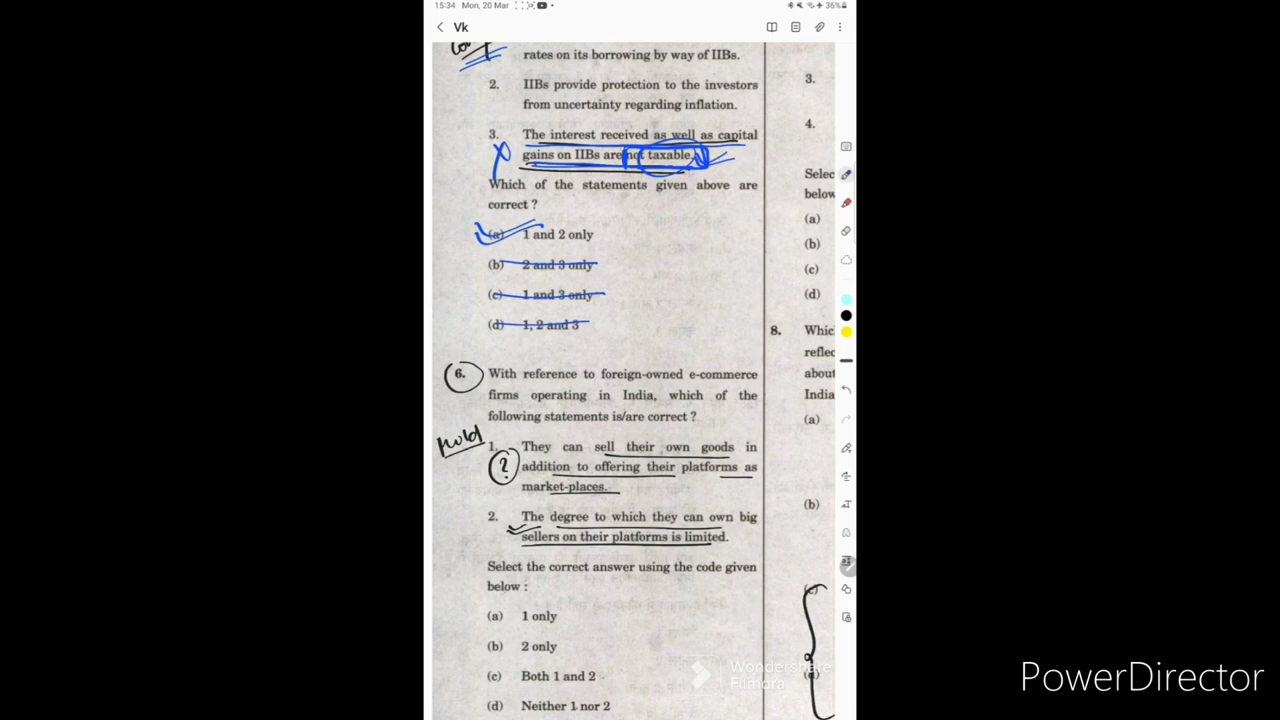 15:34 Mon, 20 Mar
36%
Vk
rates on its borrowing by way of IIBs.
2. IIBs provide protection to the investors
from uncertainty regarding inflation.
3. The interest received as well as capital
gains on IIBs are not taxable.
Which of the statements given above are
correct ?
(a) 1 and 2 only
(b) 2 and 3 only
(c) 1 and 3 only
(d) 1, 2 and 3
6. With reference to foreign-owned e-commerce
firms operating in India, which of the
following statements is/are correct ?
hold
1. They can sell their own goods in
? addition to offering their platforms as
market-places.
2. The degree to which they can own big
sellers on their platforms is limited.
Select the correct answer using the code given
below :
(a) 1 only
(b) 2 only
(c) Both 1 and 2
(d) Neither 1 nor 2
3.
4.
Selec
below
(a)
(b)
(c)
(d)
8. Whic
reflec
about
India
(a)
(b)
(c)
(d)
Wondershare
Filmora
PowerDirector